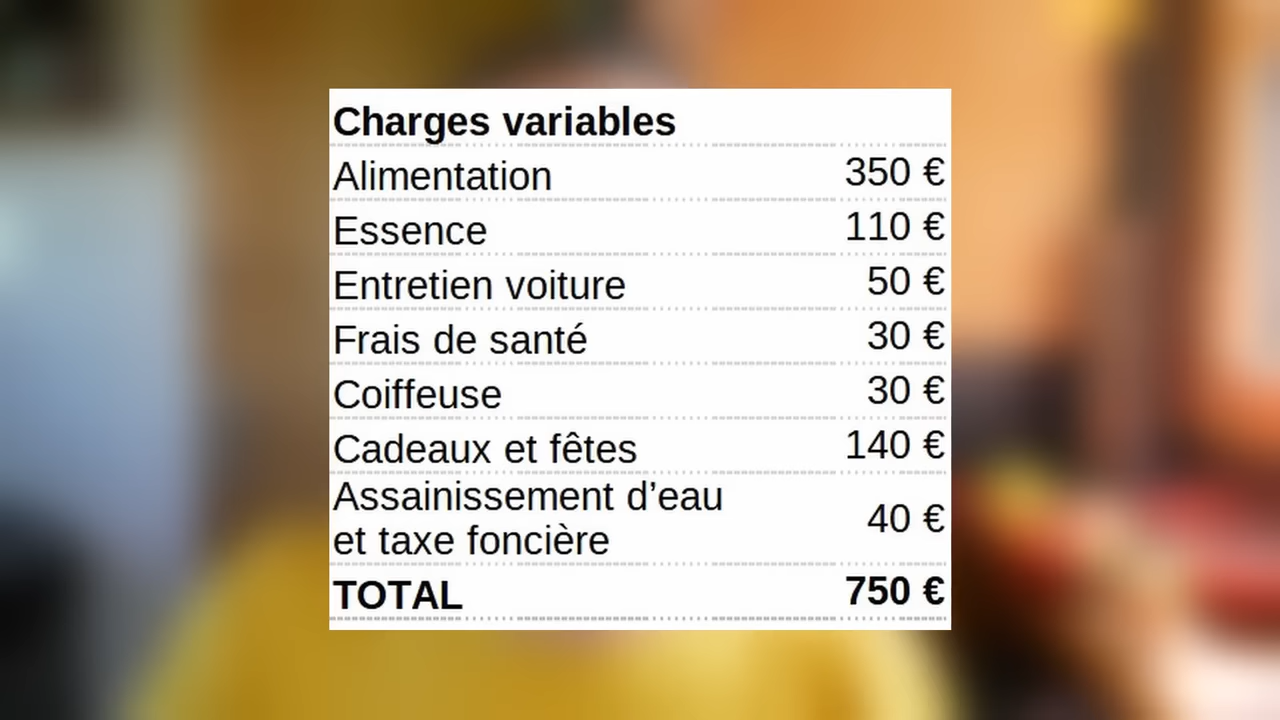 Charges variables
Alimentation 350 €
Essence 110 €
Entretien voiture 50 €
Frais de santé 30 €
Coiffeuse 30 €
Cadeaux et fêtes 140 €
Assainissement d’eau
et taxe foncière 40 €
TOTAL 750 €